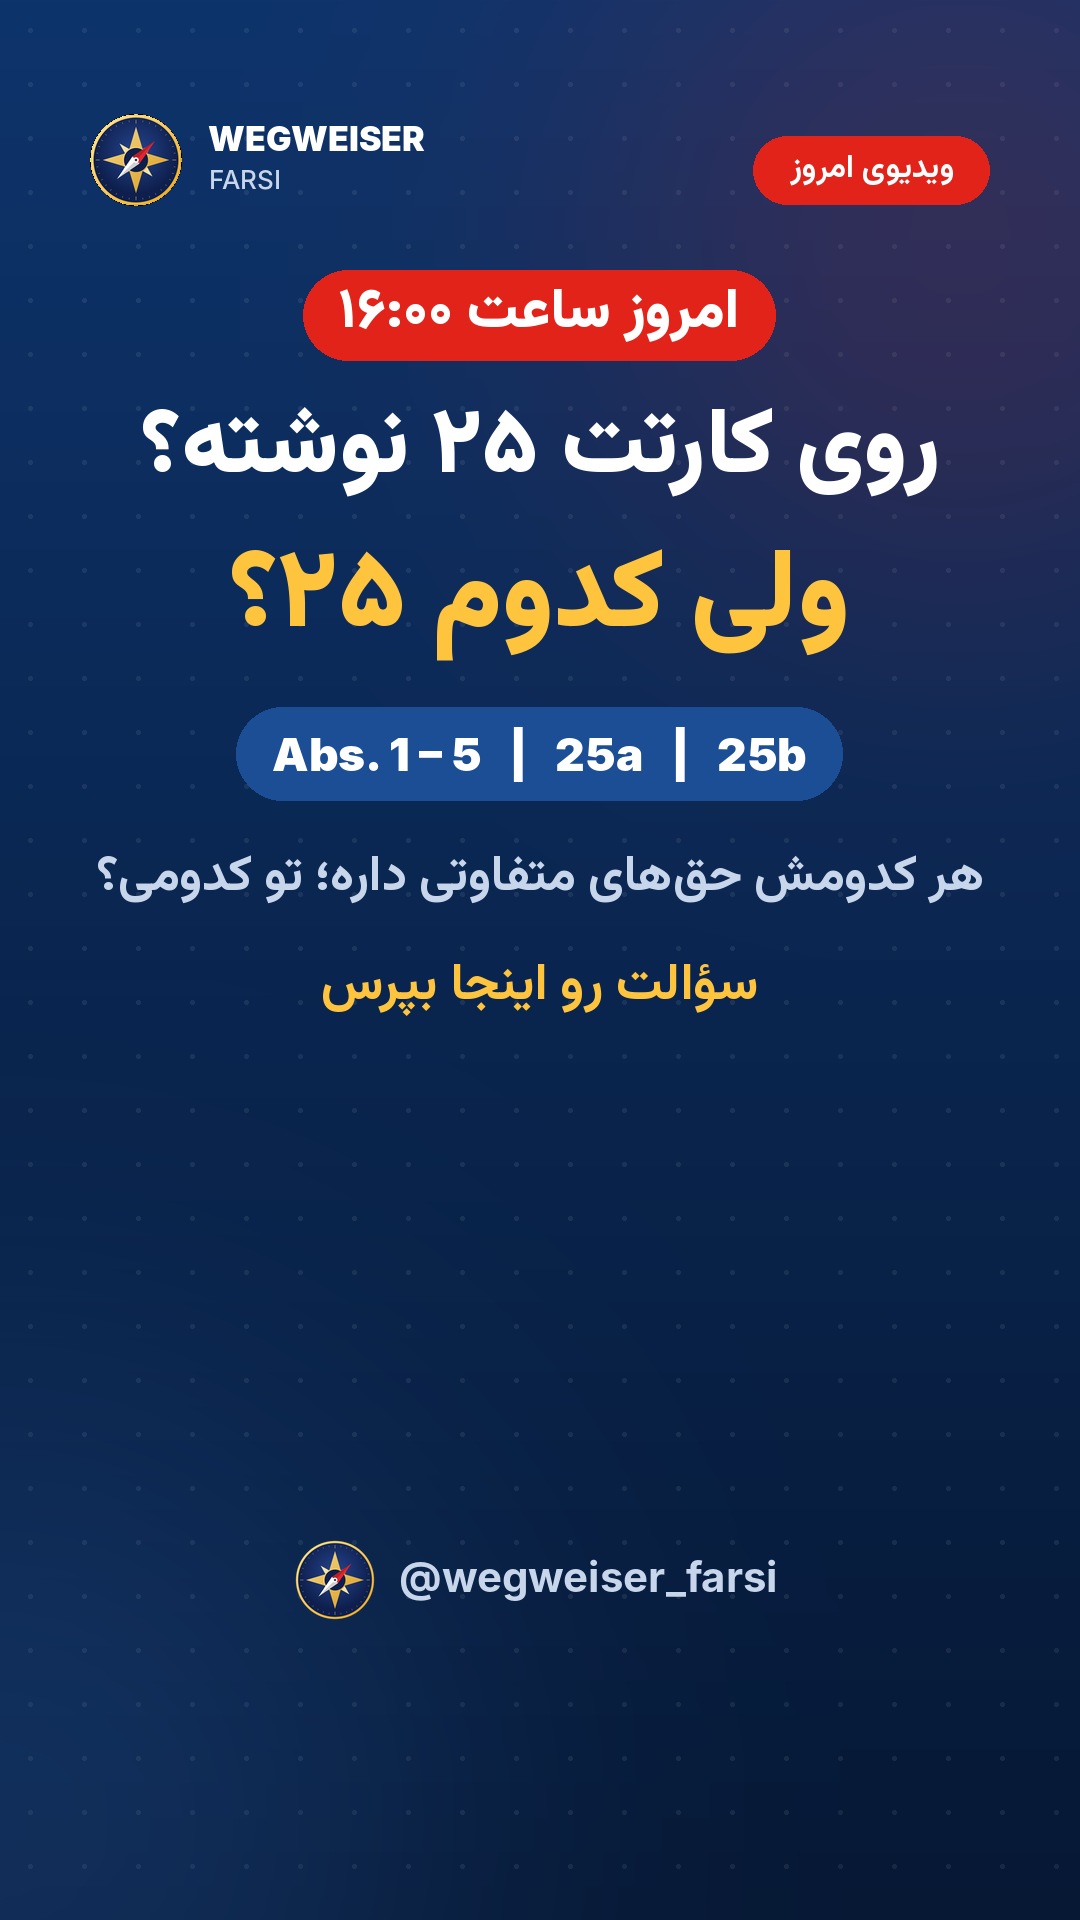 WEGWEISER
FARSI
ویدیوی امروز
امروز ساعت ۱۶:۰۰
روی کارتت ۲۵ نوشته؟
ولی کدوم ۲۵؟
Abs. 1–5 | 25a | 25b
هر کدومش حق‌های متفاوتی داره؛ تو کدومی؟
سؤالت رو اینجا بپرس
@wegweiser_farsi